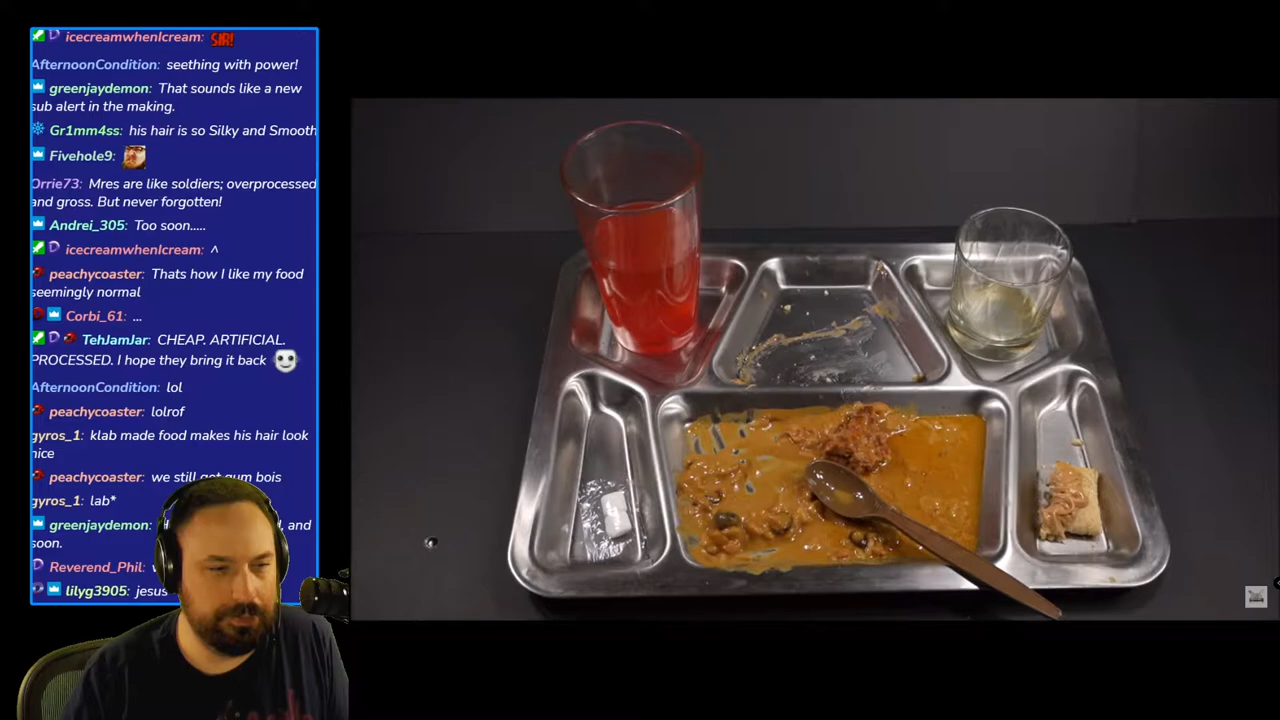 icecreamwhenIcream: SIR!
AfternoonCondition: seething with power!
greenjaydemon: That sounds like a new
sub alert in the making.
Gr1mm4ss: his hair is so Silky and Smooth
Fivehole9:
Orrie73: Mres are like soldiers; overprocessed
and gross. But never forgotten!
Andrei_305: Too soon.....
icecreamwhenIcream: ^
peachycoaster: Thats how I like my food
seemingly normal
Corbi_61: ...
TehJamJar: CHEAP. ARTIFICIAL.
PROCESSED. I hope they bring it back
AfternoonCondition: lol
peachycoaster: lolrof
gyros_1: klab made food makes his hair look
nice
peachycoaster: we still got gum bois
gyros_1: lab*
greenjaydemon: and
soon.
Reverend_Phil:
lilyg3905: jesus